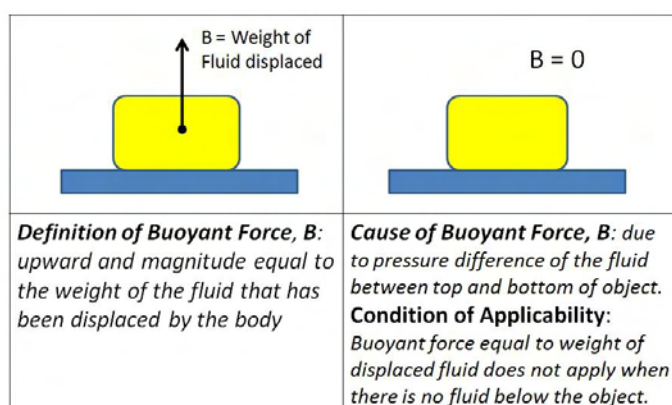 B = Weight of
Fluid displaced
B = 0
Definition of Buoyant Force, B:
upward and magnitude equal to
the weight of the fluid that has
been displaced by the body
Cause of Buoyant Force, B: due
to pressure difference of the fluid
between top and bottom of object.
Condition of Applicability:
Buoyant force equal to weight of
displaced fluid does not apply when
there is no fluid below the object.